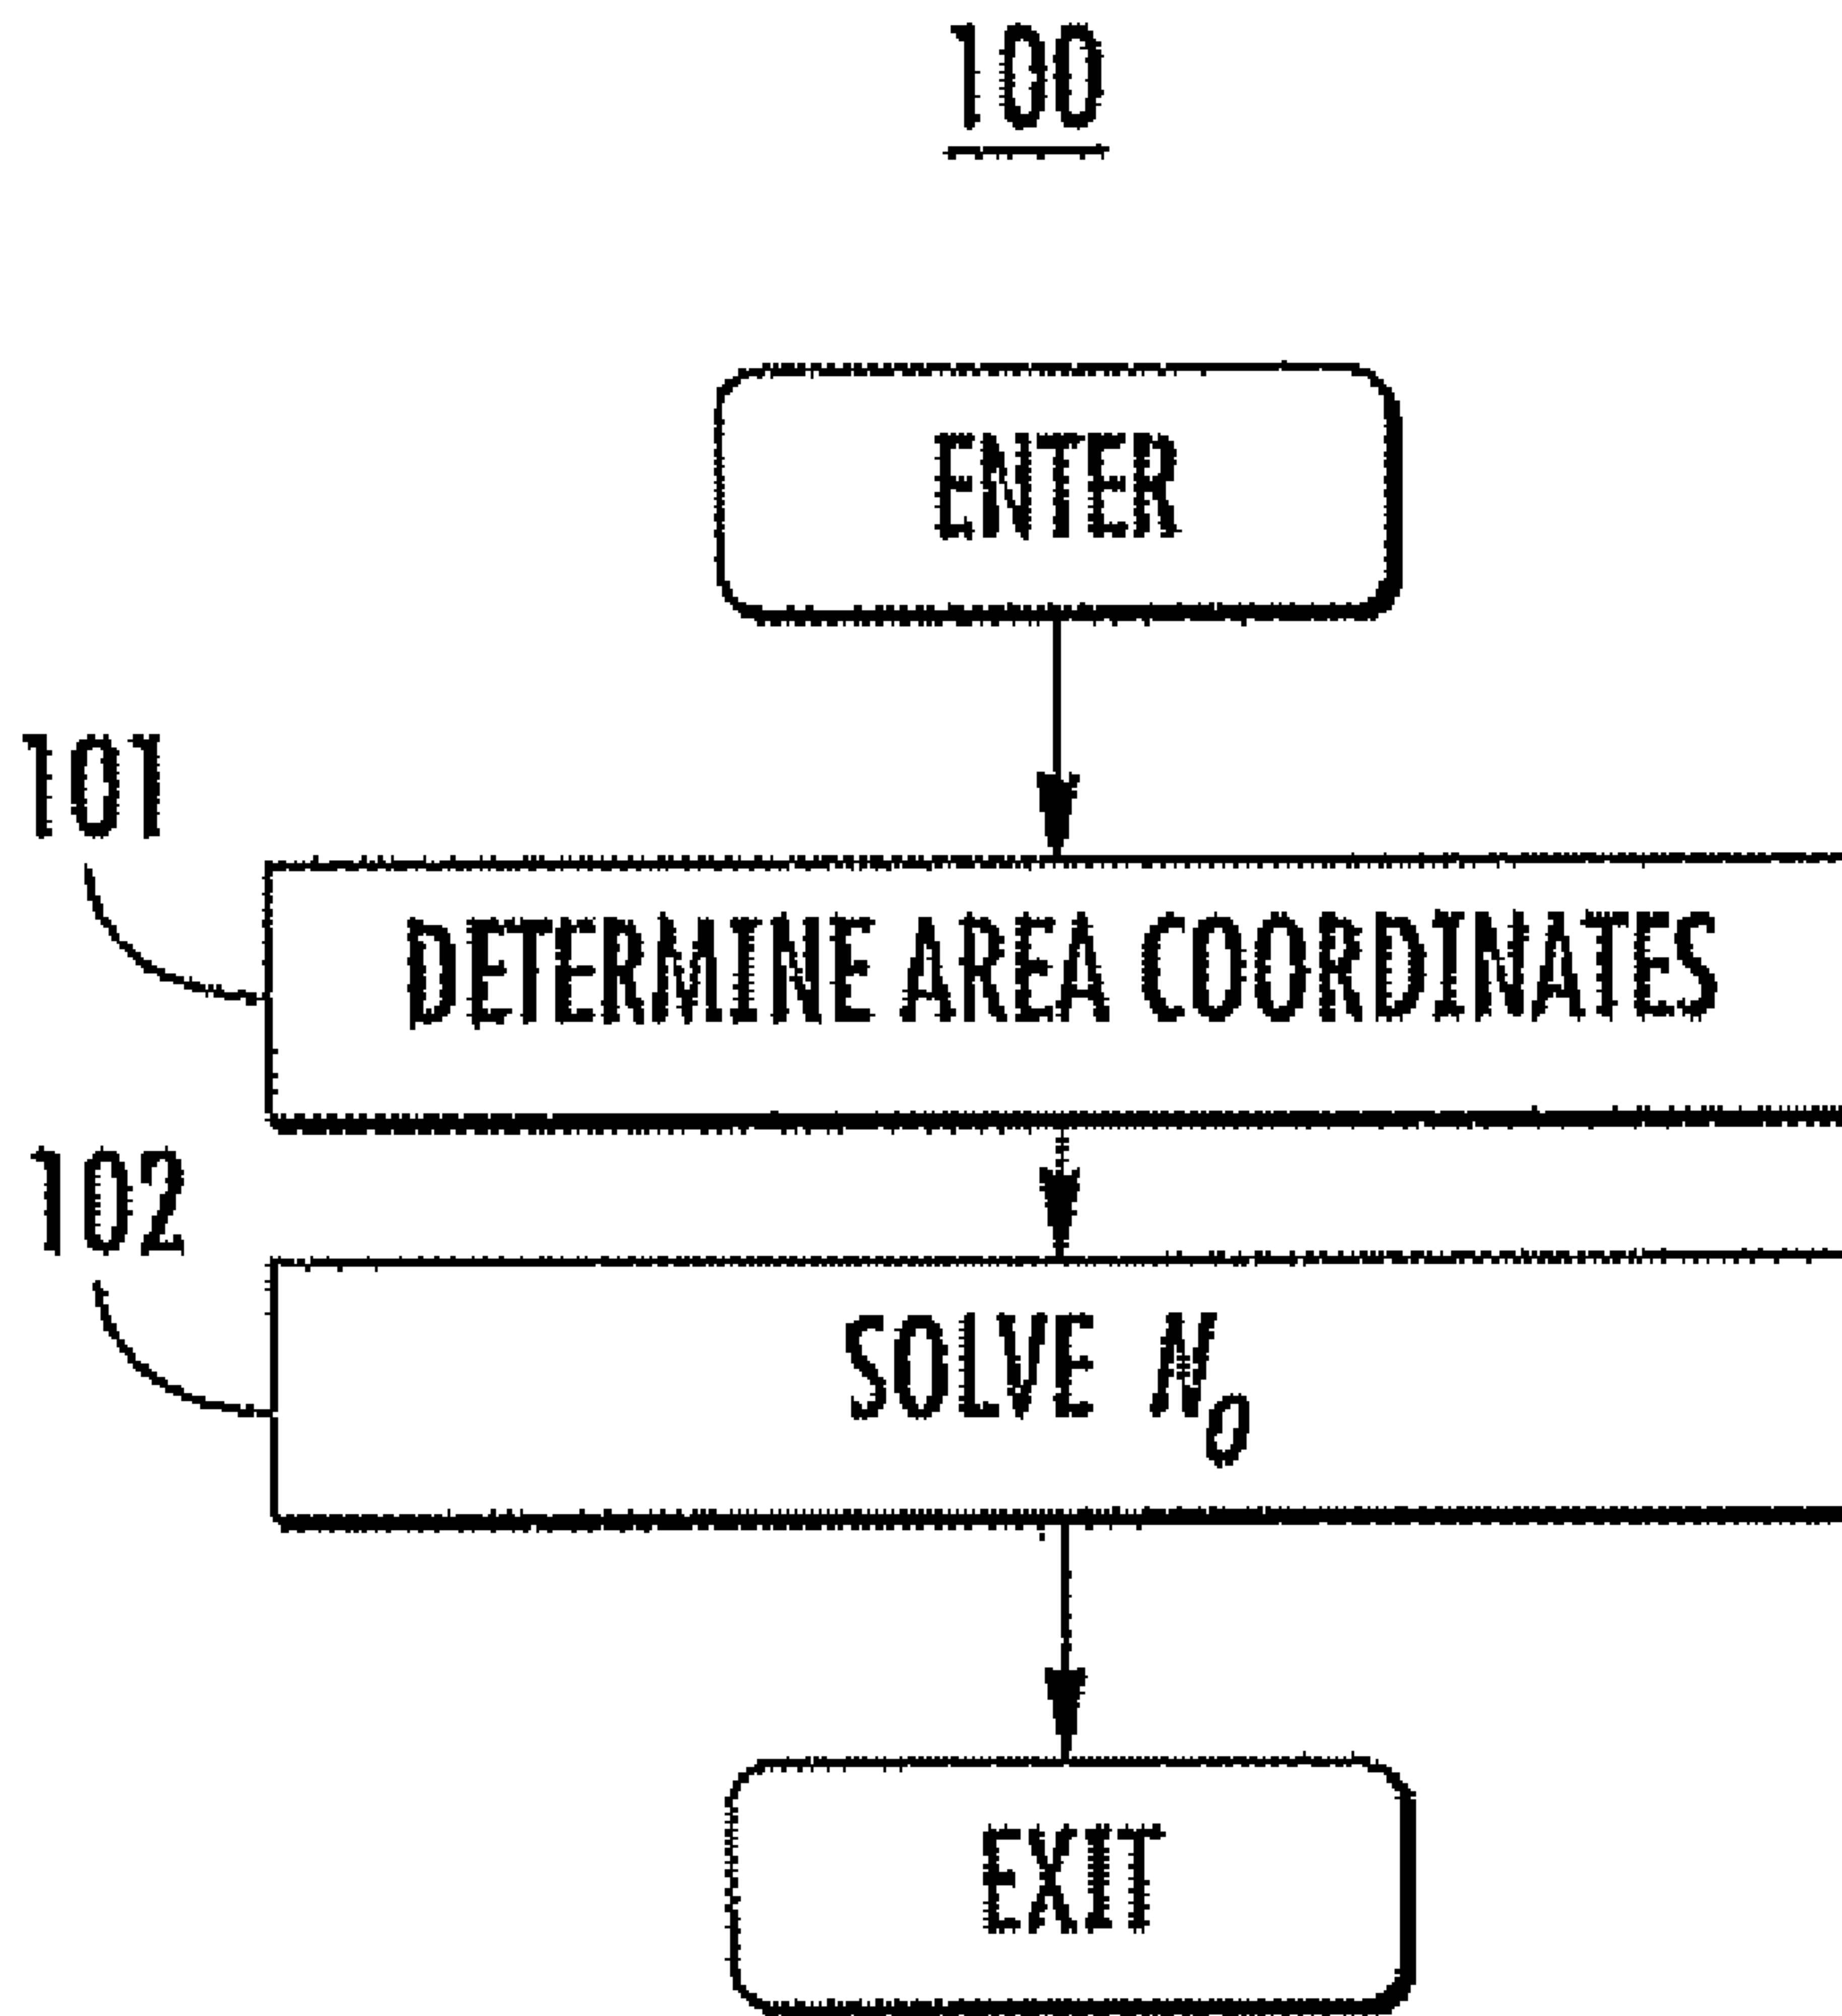 100
ENTER
101
DETERMINE AREA COORDINATES
102
SOLVE N₀
EXIT